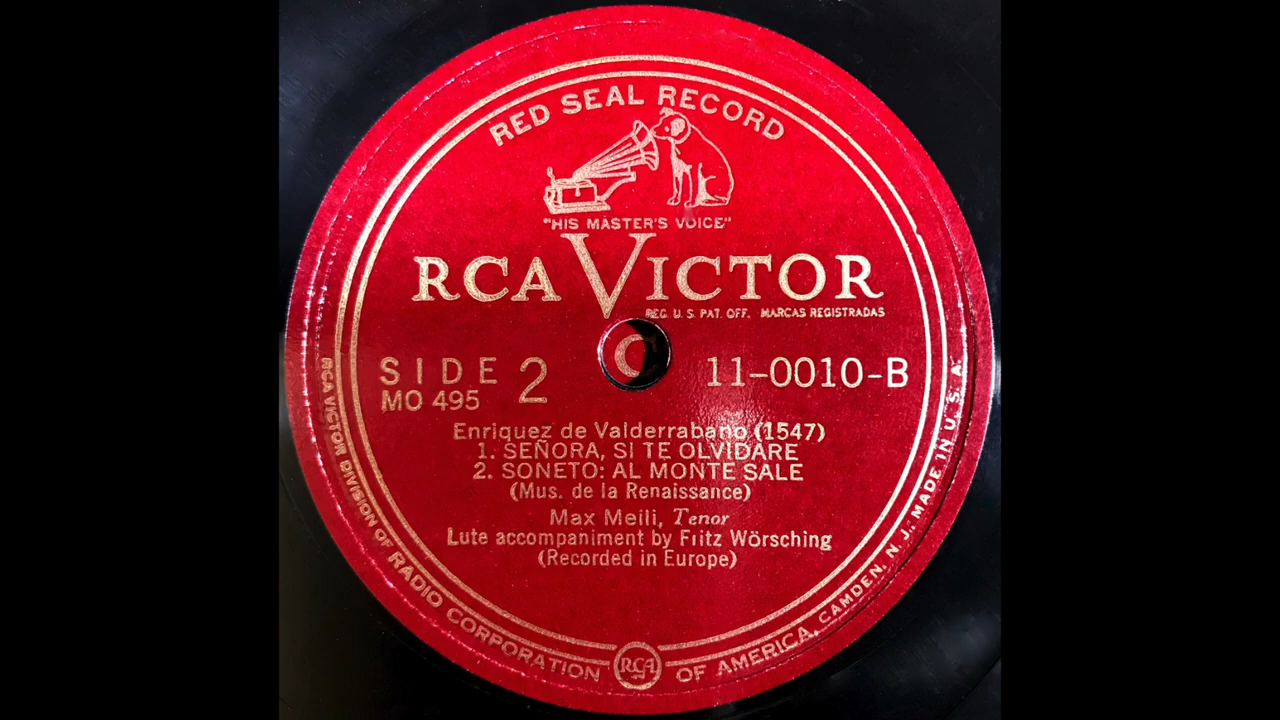 RED SEAL RECORD
"HIS MASTER'S VOICE"
RCA VICTOR
REG. U. S. PAT. OFF. MARCAS REGISTRADAS
SIDE 2
MO 495
11-0010-B
Enriquez de Valderrabano (1547)
1. SEÑORA, SI TE OLVIDARE
2. SONETO: AL MONTE SALE
(Mus. de la Renaissance)
Max Meili, Tenor
Lute accompaniment by Fritz Wörsching
(Recorded in Europe)
RCA VICTOR DIVISION OF RADIO CORPORATION OF AMERICA, CAMDEN, N. J. MADE IN U. S. A.
RCA